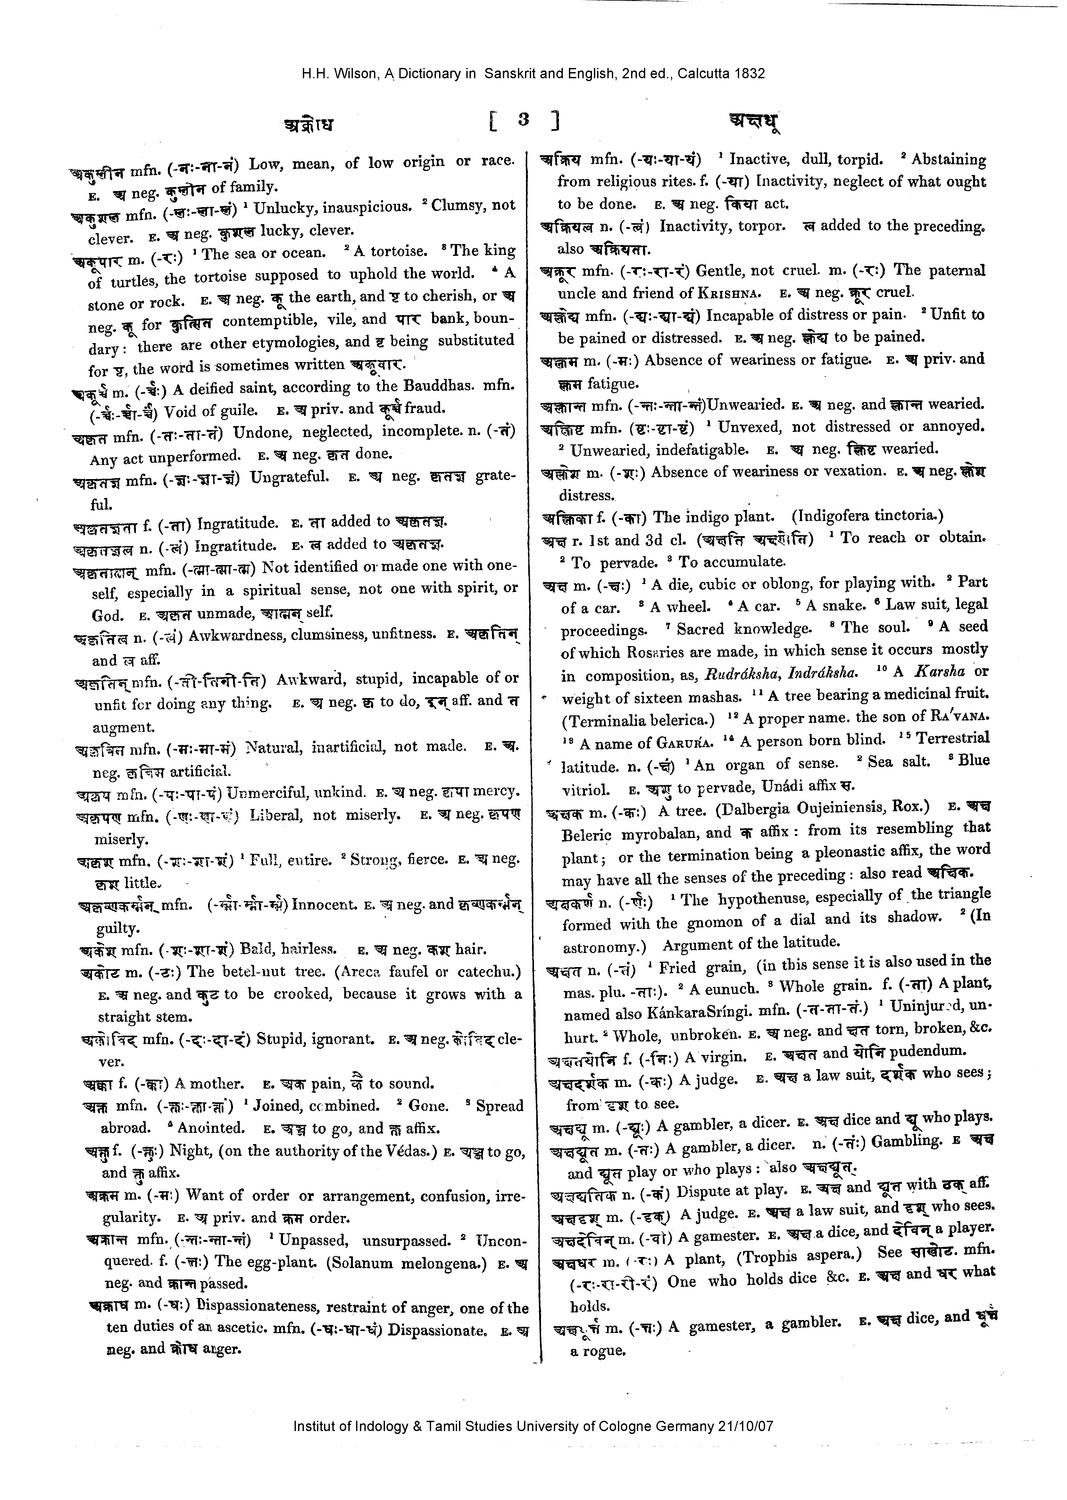 H.H. Wilson, A Dictionary in Sanskrit and English, 2nd ed., Calcutta 1832
अक्रोध [ 3 ] अक्षधू
अकुलीन mfn. (-नः-ना-नं) Low, mean, of low origin or race.
E. अ neg. कुलीन of family.
अकुशल mfn. (-लः-ला-लं) ¹ Unlucky, inauspicious. ² Clumsy, not
clever. E. अ neg. कुशल lucky, clever.
अकूपार m. (-रः) ¹ The sea or ocean. ² A tortoise. ³ The king
of turtles, the tortoise supposed to uphold the world. ⁴ A
stone or rock. E. अ neg. कू the earth, and पृ to cherish, or अ
neg. कू for कुत्सित contemptible, vile, and पार bank, boun-
dary: there are other etymologies, and वृ being substituted
for पृ, the word is sometimes written अकूवार.
अकूर्च m. (-र्चः) A deified saint, according to the Bauddhas. mfn.
(-र्चः-र्चा-र्चं) Void of guile. E. अ priv. and कूर्च fraud.
अकृत mfn. (-तः-ता-तं) Undone, neglected, incomplete. n. (-तं)
Any act unperformed. E. अ neg. कृत done.
अकृतज्ञ mfn. (-ज्ञः-ज्ञा-ज्ञं) Ungrateful. E. अ neg. कृतज्ञ grate-
ful.
अकृतज्ञता f. (-ता) Ingratitude. E. ता added to अकृतज्ञ.
अकृतज्ञत्व n. (-त्वं) Ingratitude. E. त्व added to अकृतज्ञ.
अकृतात्मन् mfn. (-त्मा-त्मा-त्म) Not identified or made one with one-
self, especially in a spiritual sense, not one with spirit, or
God. E. अकृत unmade, आत्मन् self.
अकृतित्व n. (-त्वं) Awkwardness, clumsiness, unfitness. E. अकृतिन्
and त्व aff.
अकृतिन् mfn. (-ती-तिनी-ति) Awkward, stupid, incapable of or
unfit for doing any thing. E. अ neg. कृ to do, इन् aff. and त
augment.
अकृत्रिम mfn. (-मः-मा-मं) Natural, inartificial, not made. E. अ.
neg. कृत्रिम artificial.
अकृप mfn. (-पः-पा-पं) Unmerciful, unkind. E. अ neg. कृपा mercy.
अकृपण mfn. (-णः-णा-णं) Liberal, not miserly. E. अ neg. कृपण
miserly.
अकृश mfn. (-शः-शा-शं) ¹ Full, entire. ² Strong, fierce. E. अ neg.
कृश little.
अकृष्णकर्म्मन् mfn. (-र्म्मा-र्म्मा-र्म्म) Innocent. E. अ neg. and कृष्णकर्म्मन्
guilty.
अकेश mfn. (-शः-शा-शं) Bald, hairless. E. अ neg. केश hair.
अकोट m. (-टः) The betel-nut tree. (Areca faufel or catechu.)
E. अ neg. and कुट to be crooked, because it grows with a
straight stem.
अकोविद mfn. (-दः-दा-दं) Stupid, ignorant. E. अ neg. कोविद cle-
ver.
अक्का f. (-क्का) A mother. E. अक pain, कै to sound.
अक्त mfn. (-क्तः-क्ता-क्तं) ¹ Joined, combined. ² Gone. ³ Spread
abroad. ⁴ Anointed. E. अञ्ज to go, and क्त affix.
अक्तु f. (-क्तुः) Night, (on the authority of the Védas.) E. अञ्ज to go,
and क्तु affix.
अक्रम m. (-मः) Want of order or arrangement, confusion, irre-
gularity. E. अ priv. and क्रम order.
अक्रान्त mfn. (-न्तः-न्ता-न्तं) ¹ Unpassed, unsurpassed. ² Uncon-
quered. f. (-न्ता) The egg-plant. (Solanum melongena.) E. अ
neg. and क्रान्त passed.
अक्रोध m. (-धः) Dispassionateness, restraint of anger, one of the
ten duties of an ascetic. mfn. (-धः-धा-धं) Dispassionate. E. अ
neg. and क्रोध anger.
अक्रिय mfn. (-यः-या-यं) ¹ Inactive, dull, torpid. ² Abstaining
from religious rites. f. (-या) Inactivity, neglect of what ought
to be done. E. अ neg. क्रिया act.
अक्रियत्व n. (-त्वं) Inactivity, torpor. त्व added to the preceding.
also अक्रियता.
अक्रूर mfn. (-रः-रा-रं) Gentle, not cruel. m. (-रः) The paternal
uncle and friend of KRISHNA. E. अ neg. क्रूर cruel.
अक्लेद्य mfn. (-द्यः-द्या-द्यं) Incapable of distress or pain. ² Unfit to
be pained or distressed. E. अ neg. क्लेद्य to be pained.
अक्लम m. (-मः) Absence of weariness or fatigue. E. अ priv. and
क्लम fatigue.
अक्लान्त mfn. (-न्तः-न्ता-न्तं) Unwearied. E. अ neg. and क्लान्त wearied.
अक्लिष्ट mfn. (ष्टः-ष्टा-ष्टं) ¹ Unvexed, not distressed or annoyed.
² Unwearied, indefatigable. E. अ neg. क्लिष्ट wearied.
अक्लेश m. (-शः) Absence of weariness or vexation. E. अ neg. क्लेश
distress.
अक्लिका f. (-का) The indigo plant. (Indigofera tinctoria.)
अक्ष r. 1st and 3d cl. (अक्षति अक्ष्णोति) ¹ To reach or obtain.
² To pervade. ³ To accumulate.
अक्ष m. (-क्षः) ¹ A die, cubic or oblong, for playing with. ² Part
of a car. ³ A wheel. ⁴ A car. ⁵ A snake. ⁶ Law suit, legal
proceedings. ⁷ Sacred knowledge. ⁸ The soul. ⁹ A seed
of which Rosaries are made, in which sense it occurs mostly
in composition, as, Rudráksha, Indráksha. ¹⁰ A Karsha or
weight of sixteen mashas. ¹¹ A tree bearing a medicinal fruit.
(Terminalia belerica.) ¹² A proper name. the son of RA'VANA.
¹³ A name of GARURA. ¹⁴ A person born blind. ¹⁵ Terrestrial
latitude. n. (-क्षं) ¹ An organ of sense. ² Sea salt. ³ Blue
vitriol. E. अशू to pervade, Unádi affix स.
अक्षक m. (-कः) A tree. (Dalbergia Oujeiniensis, Rox.) E. अक्ष
Beleric myrobalan, and क affix: from its resembling that
plant; or the termination being a pleonastic affix, the word
may have all the senses of the preceding: also read अक्षिक.
अक्षकर्ण n. (-र्णः) ¹ The hypothenuse, especially of the triangle
formed with the gnomon of a dial and its shadow. ² (In
astronomy.) Argument of the latitude.
अक्षत n. (-तं) ¹ Fried grain, (in this sense it is also used in the
mas. plu. -ताः). ² A eunuch. ³ Whole grain. f. (-ता) A plant,
named also KánkaraSríngi. mfn. (-त-ता-तं.) ¹ Uninjured, un-
hurt. ² Whole, unbroken. E. अ neg. and क्षत torn, broken, &c.
अक्षतयोनि f. (-निः) A virgin. E. अक्षत and योनि pudendum.
अक्षदर्शक m. (-कः) A judge. E. अक्ष a law suit, दर्शक who sees;
from दृश to see.
अक्षद्यू m. (-द्यूः) A gambler, a dicer. E. अक्ष dice and द्यू who plays.
अक्षद्यूत m. (-तः) A gambler, a dicer. n. (-तं) Gambling. E अक्ष
and द्यूत play or who plays: also अक्षद्यूत्.
अक्षद्यूतिक n. (-कं) Dispute at play. E. अक्ष and द्यूत with ठक् aff.
अक्षदृश् m. (-दृक्) A judge. E. अक्ष a law suit, and दृश् who sees.
अक्षदेविन् m. (-वी) A gamester. E. अक्ष a dice, and देविन् a player.
अक्षधर m. (-रः) A plant, (Trophis aspera.) See साखोट. mfn.
(-रः-रा-री-रं) One who holds dice &c. E. अक्ष and धर what
holds.
अक्षधूर्त्त m. (-र्त्तः) A gamester, a gambler. E. अक्ष dice, and धूर्त्त
a rogue.
Institut of Indology & Tamil Studies University of Cologne Germany 21/10/07